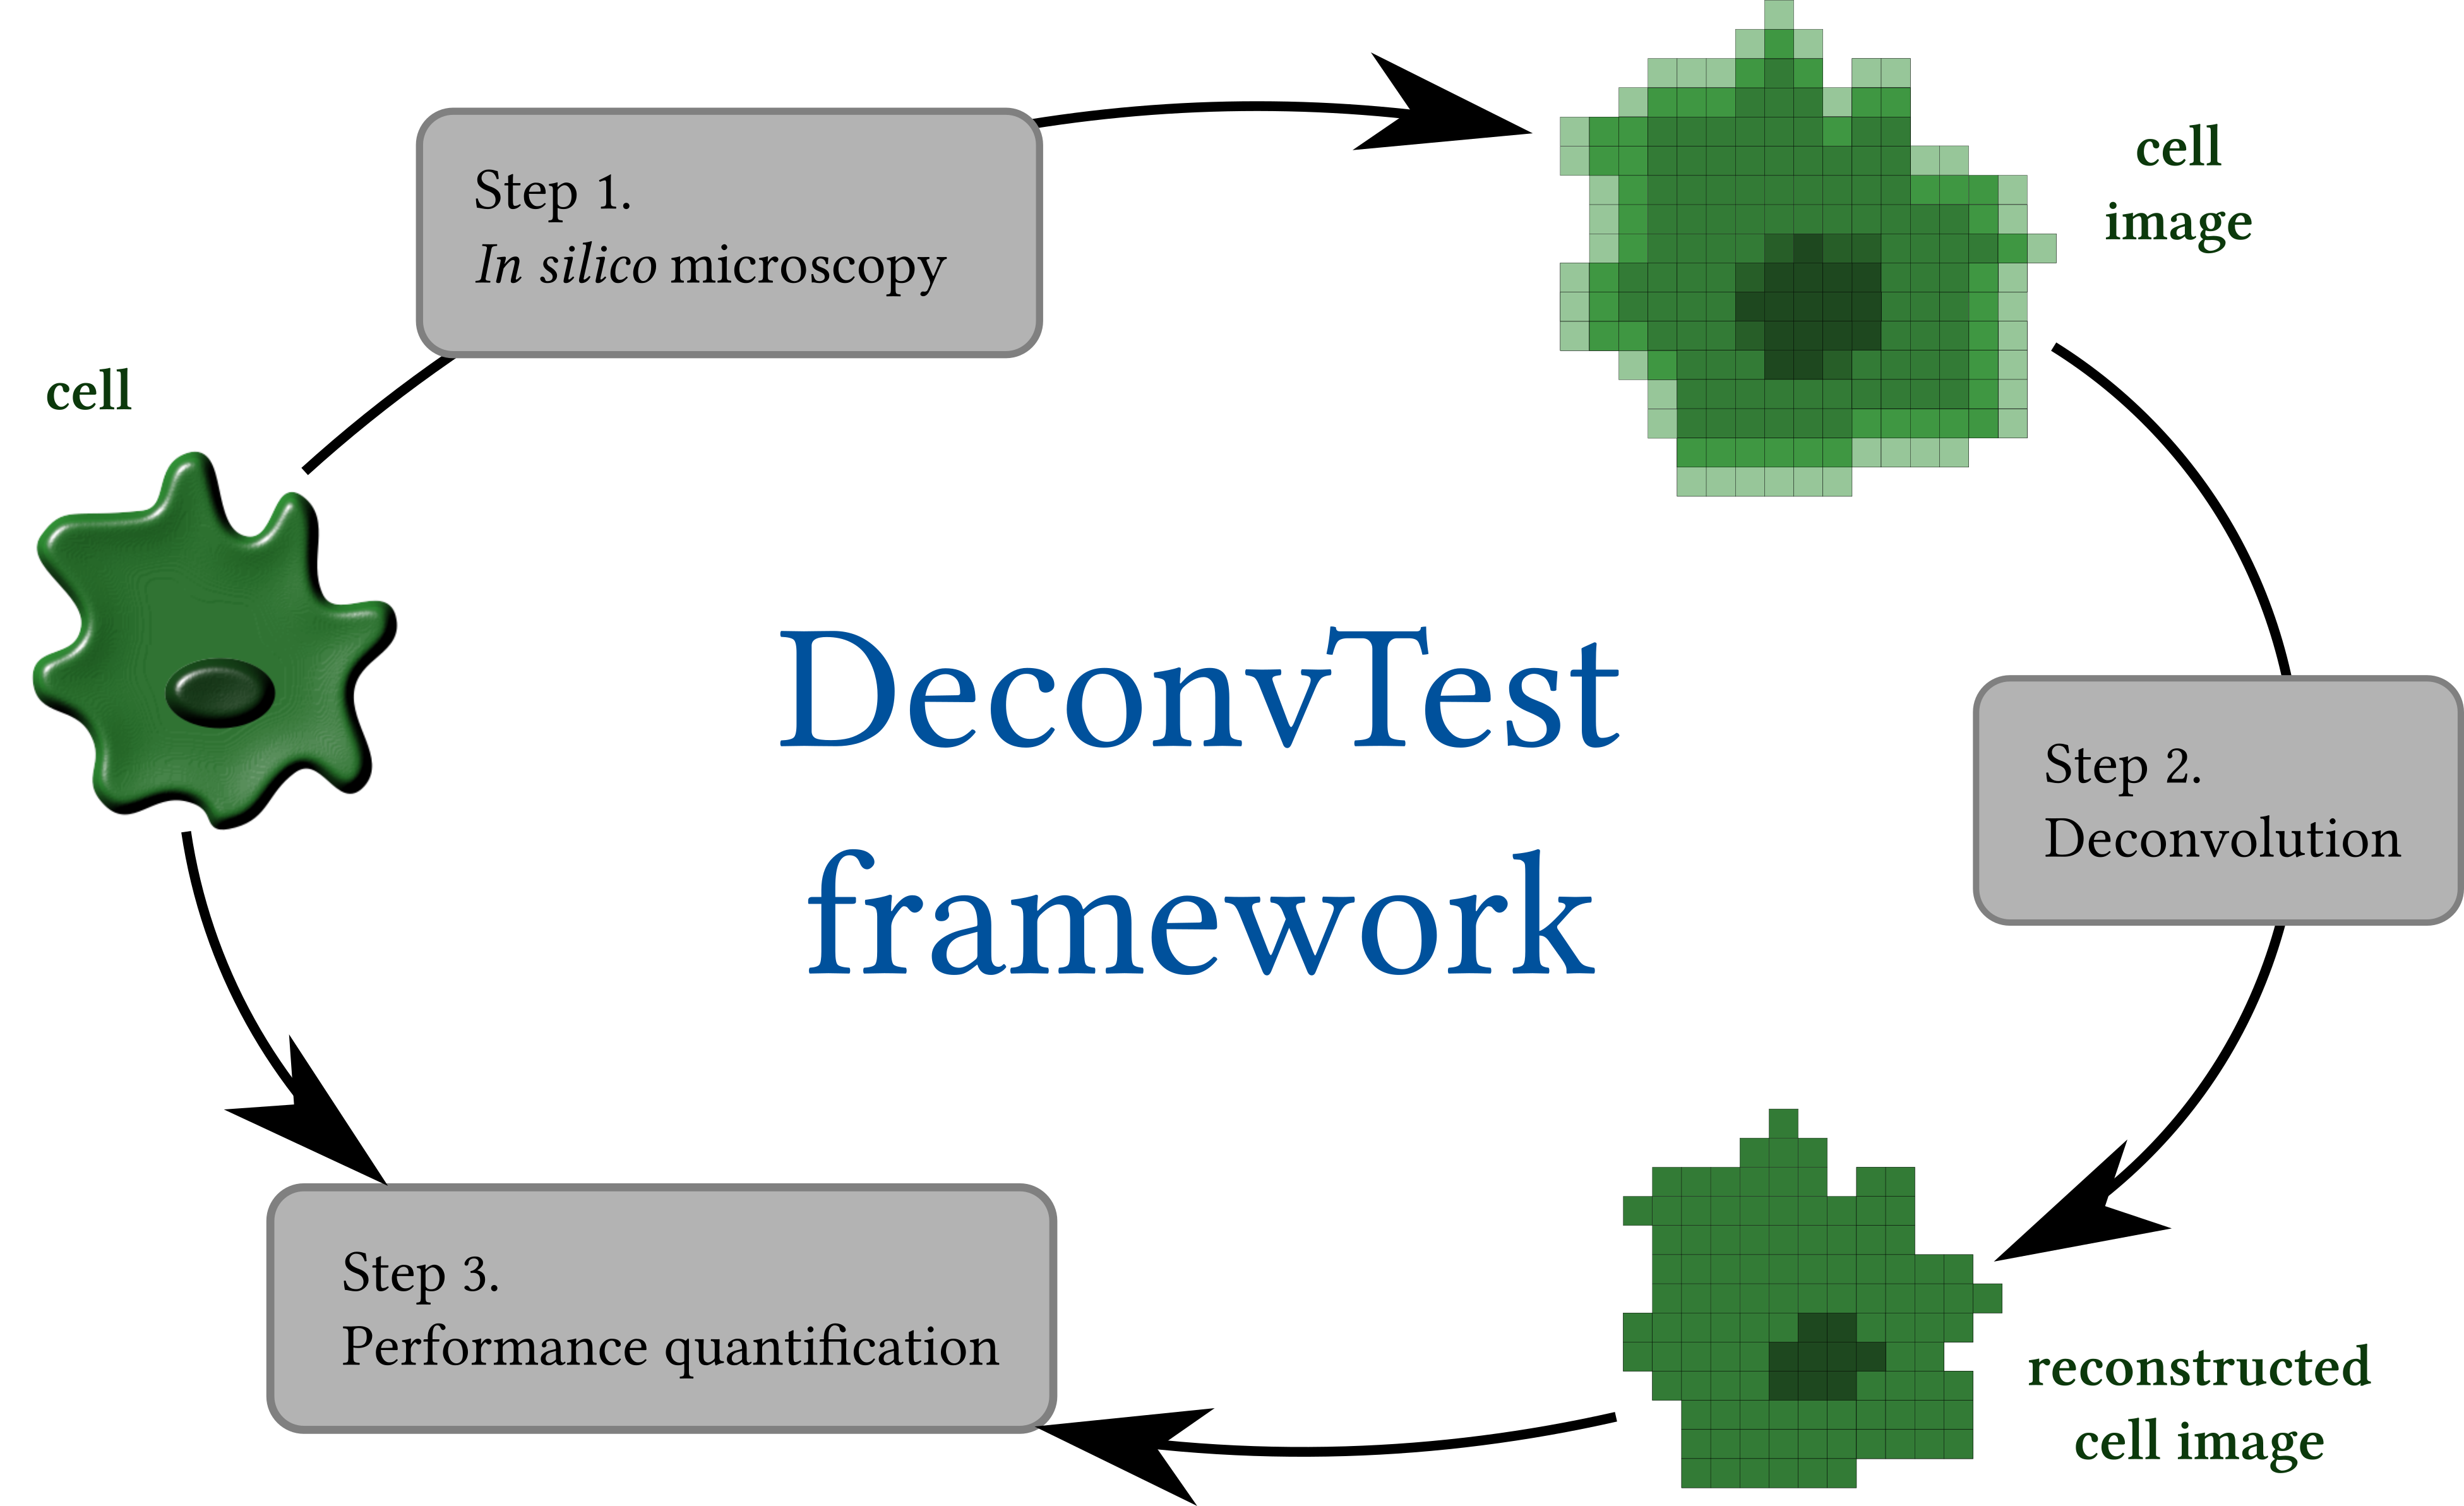 Step 1.
In silico microscopy
cell
image
cell
DeconvTest
framework
Step 2.
Deconvolution
Step 3.
Performance quantification
reconstructed
cell image